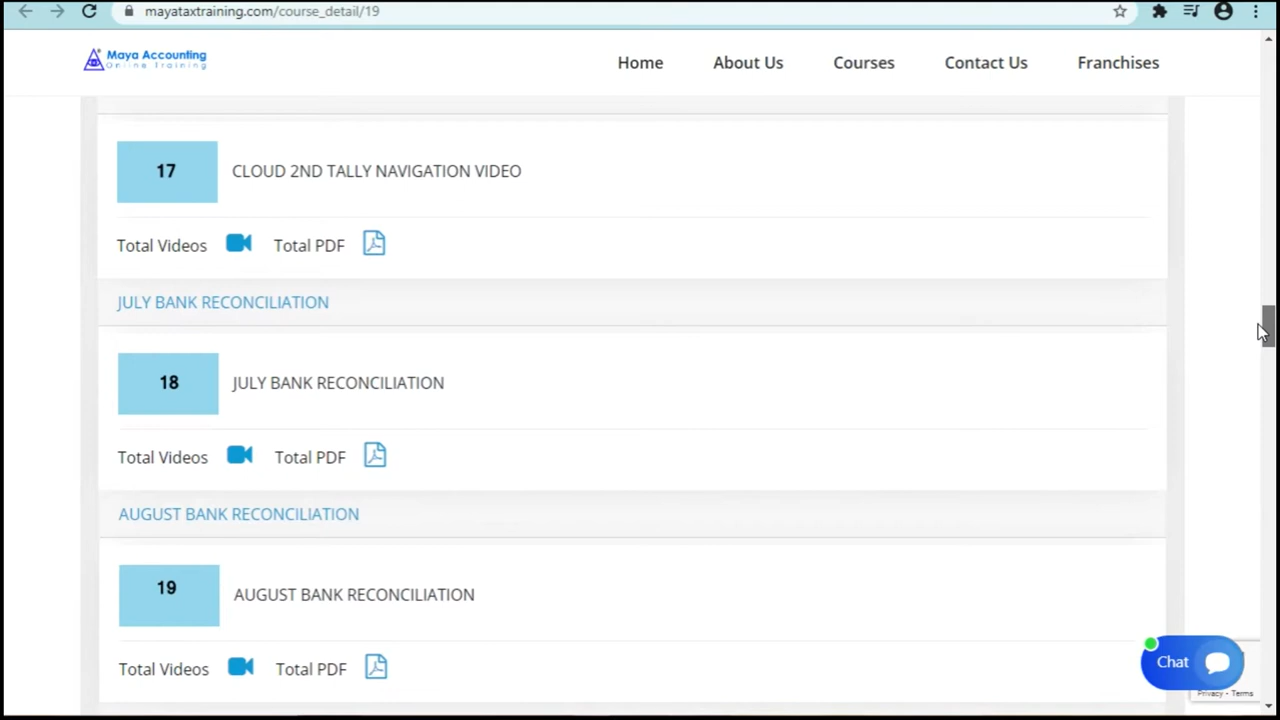 mayataxtraining.com/course_detail/19
Maya Accounting
Online Training
Home
About Us
Courses
Contact Us
Franchises
17
CLOUD 2ND TALLY NAVIGATION VIDEO
Total Videos
Total PDF
JULY BANK RECONCILIATION
18
JULY BANK RECONCILIATION
Total Videos
Total PDF
AUGUST BANK RECONCILIATION
19
AUGUST BANK RECONCILIATION
Total Videos
Total PDF
Chat
Privacy - Terms